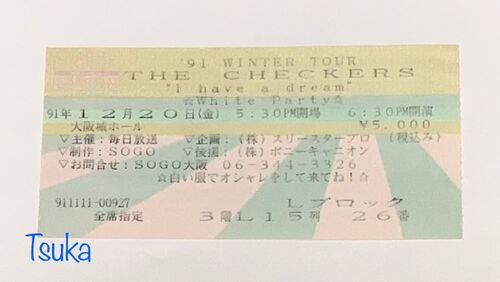 '91 WINTER TOUR
THE CHECKERS
"I have a dream"
☆White Party☆
91年12月20日(金) 5:30PM開場 6:30PM開演
大阪城ホール ¥5,000
▽主催:毎日放送 ▽企画:(株)スリースタープロ (税込み)
▽制作:SOGO ▽後援:(株)ポニーキャニオン
▽お問合せ:SOGO大阪 06-344-3326
☆白い服でオシャレをして来てね!☆
911111-00927 Lブロック
全席指定 3階L15列 26番
Tsuka